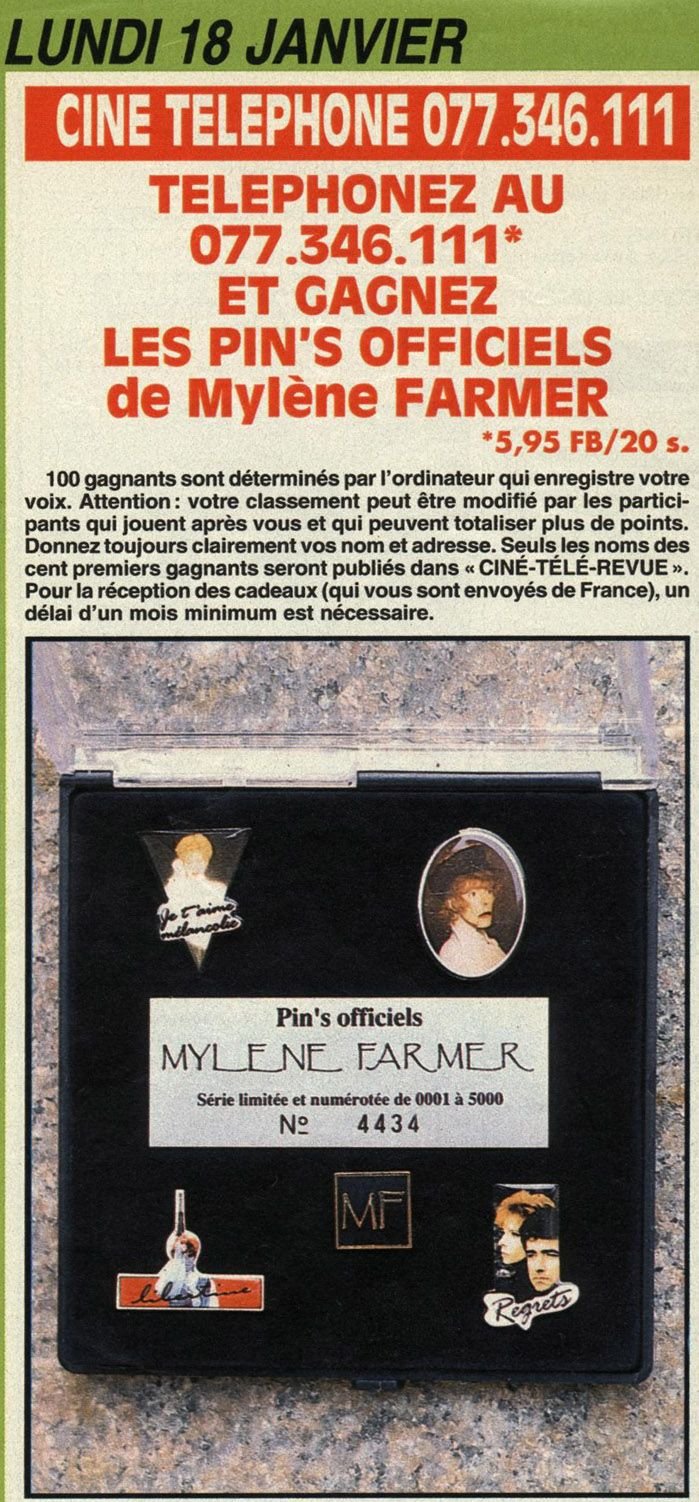 LUNDI 18 JANVIER
CINE TELEPHONE 077.346.111
TELEPHONEZ AU
077.346.111*
ET GAGNEZ
LES PIN'S OFFICIELS
de Mylène FARMER
*5,95 FB/20 s.
100 gagnants sont déterminés par l'ordinateur qui enregistre votre
voix. Attention : votre classement peut être modifié par les partici-
pants qui jouent après vous et qui peuvent totaliser plus de points.
Donnez toujours clairement vos nom et adresse. Seuls les noms des
cent premiers gagnants seront publiés dans « CINÉ-TÉLÉ-REVUE ».
Pour la réception des cadeaux (qui vous sont envoyés de France), un
délai d'un mois minimum est nécessaire.
Je t'aime
mélancolie
Pin's officiels
MYLENE FARMER
Série limitée et numérotée de 0001 à 5000
Nº 4434
libertine
MF
Regrets